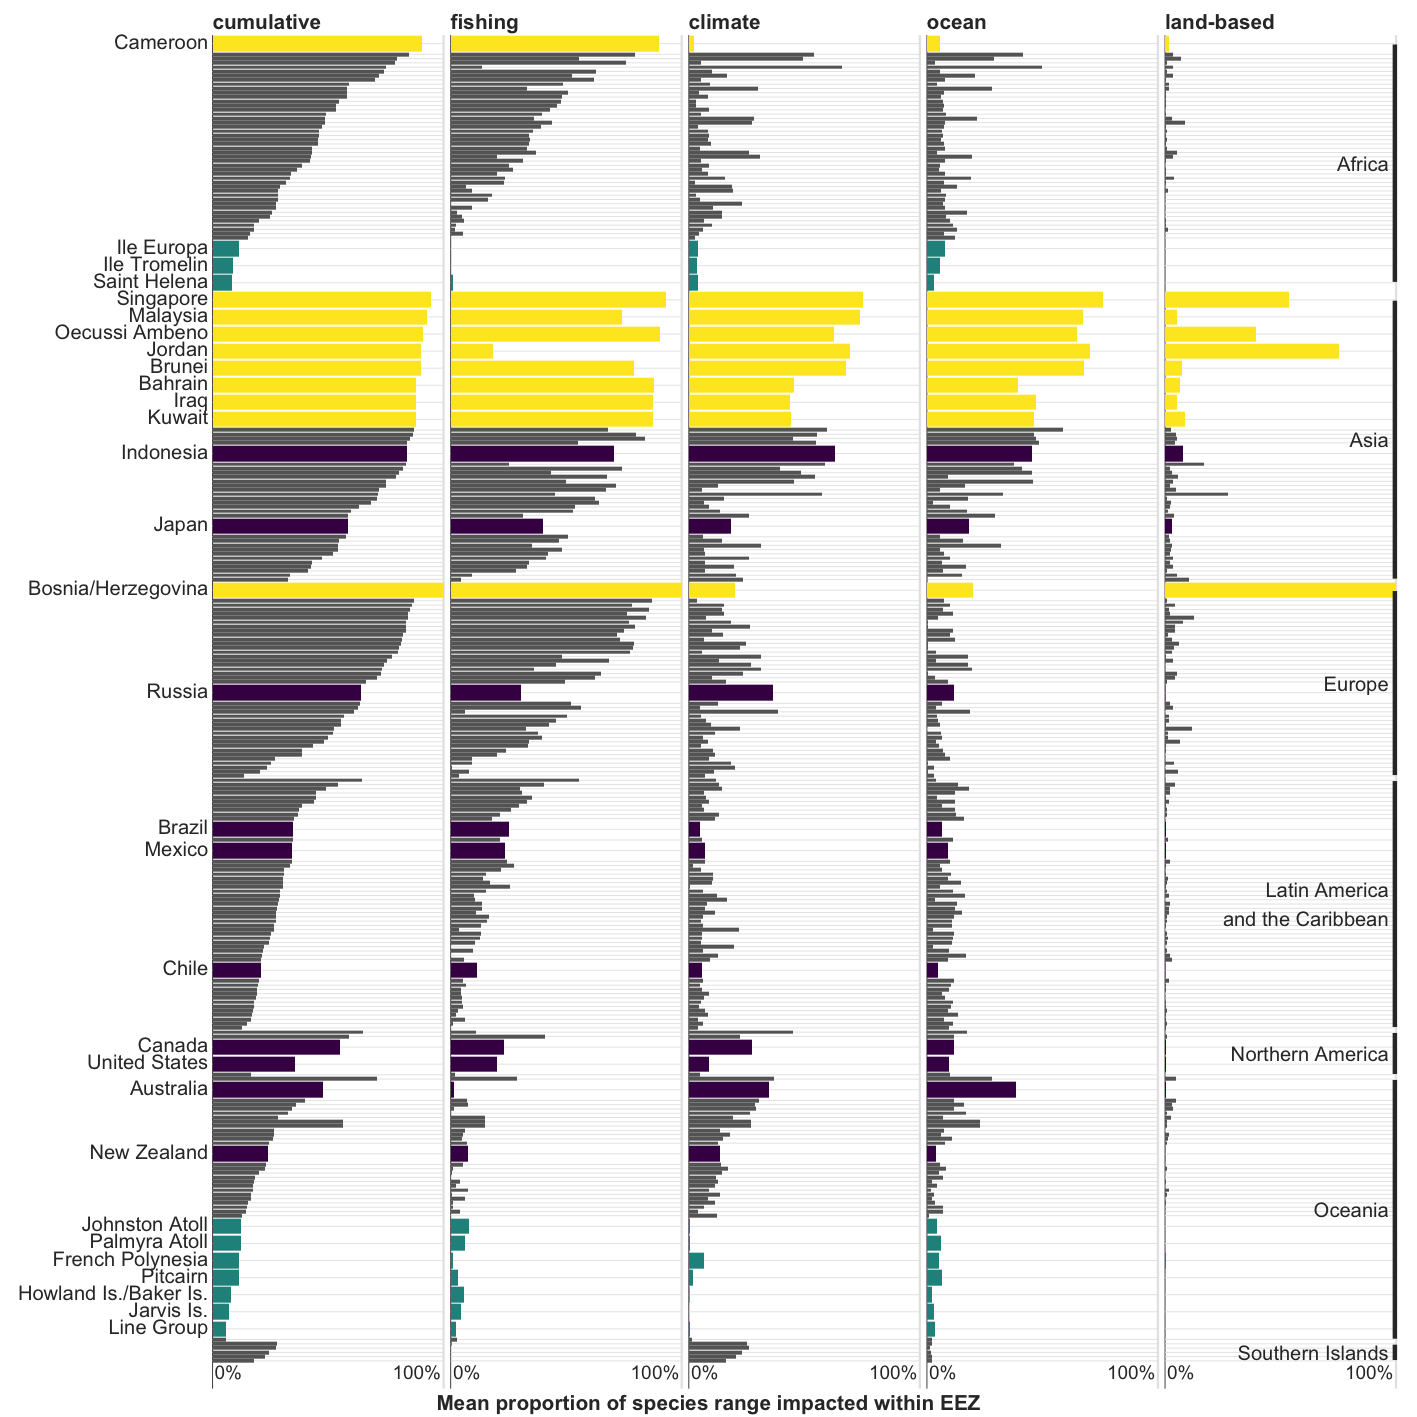 cumulative fishing climate ocean land-based
Cameroon
Africa
Ile Europa
Ile Tromelin
Saint Helena
Singapore
Malaysia
Oecussi Ambeno
Jordan
Brunei
Bahrain
Iraq
Kuwait
Asia
Indonesia
Japan
Bosnia/Herzegovina
Europe
Russia
Brazil
Mexico
Latin America
and the Caribbean
Chile
Canada
Northern America
United States
Australia
New Zealand
Oceania
Johnston Atoll
Palmyra Atoll
French Polynesia
Pitcairn
Howland Is./Baker Is.
Jarvis Is.
Line Group
Southern Islands
0% 100% 0% 100% 0% 100% 0% 100% 0% 100%
Mean proportion of species range impacted within EEZ